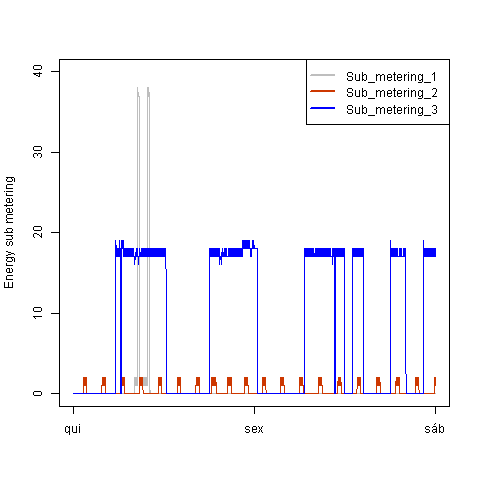 Sub_metering_1
Sub_metering_2
Sub_metering_3
Energy sub metering
40
30
20
10
0
qui sex sáb